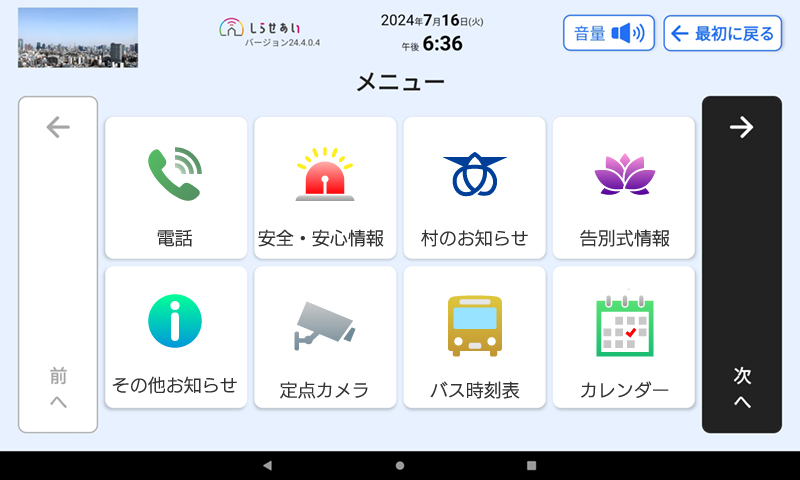 しらせあい
バージョン24.4.0.4
2024年7月16日(火)
午後 6:36
音量
最初に戻る
メニュー
電話
安全・安心情報
村のお知らせ
告別式情報
その他お知らせ
定点カメラ
バス時刻表
カレンダー
前
へ
次
へ